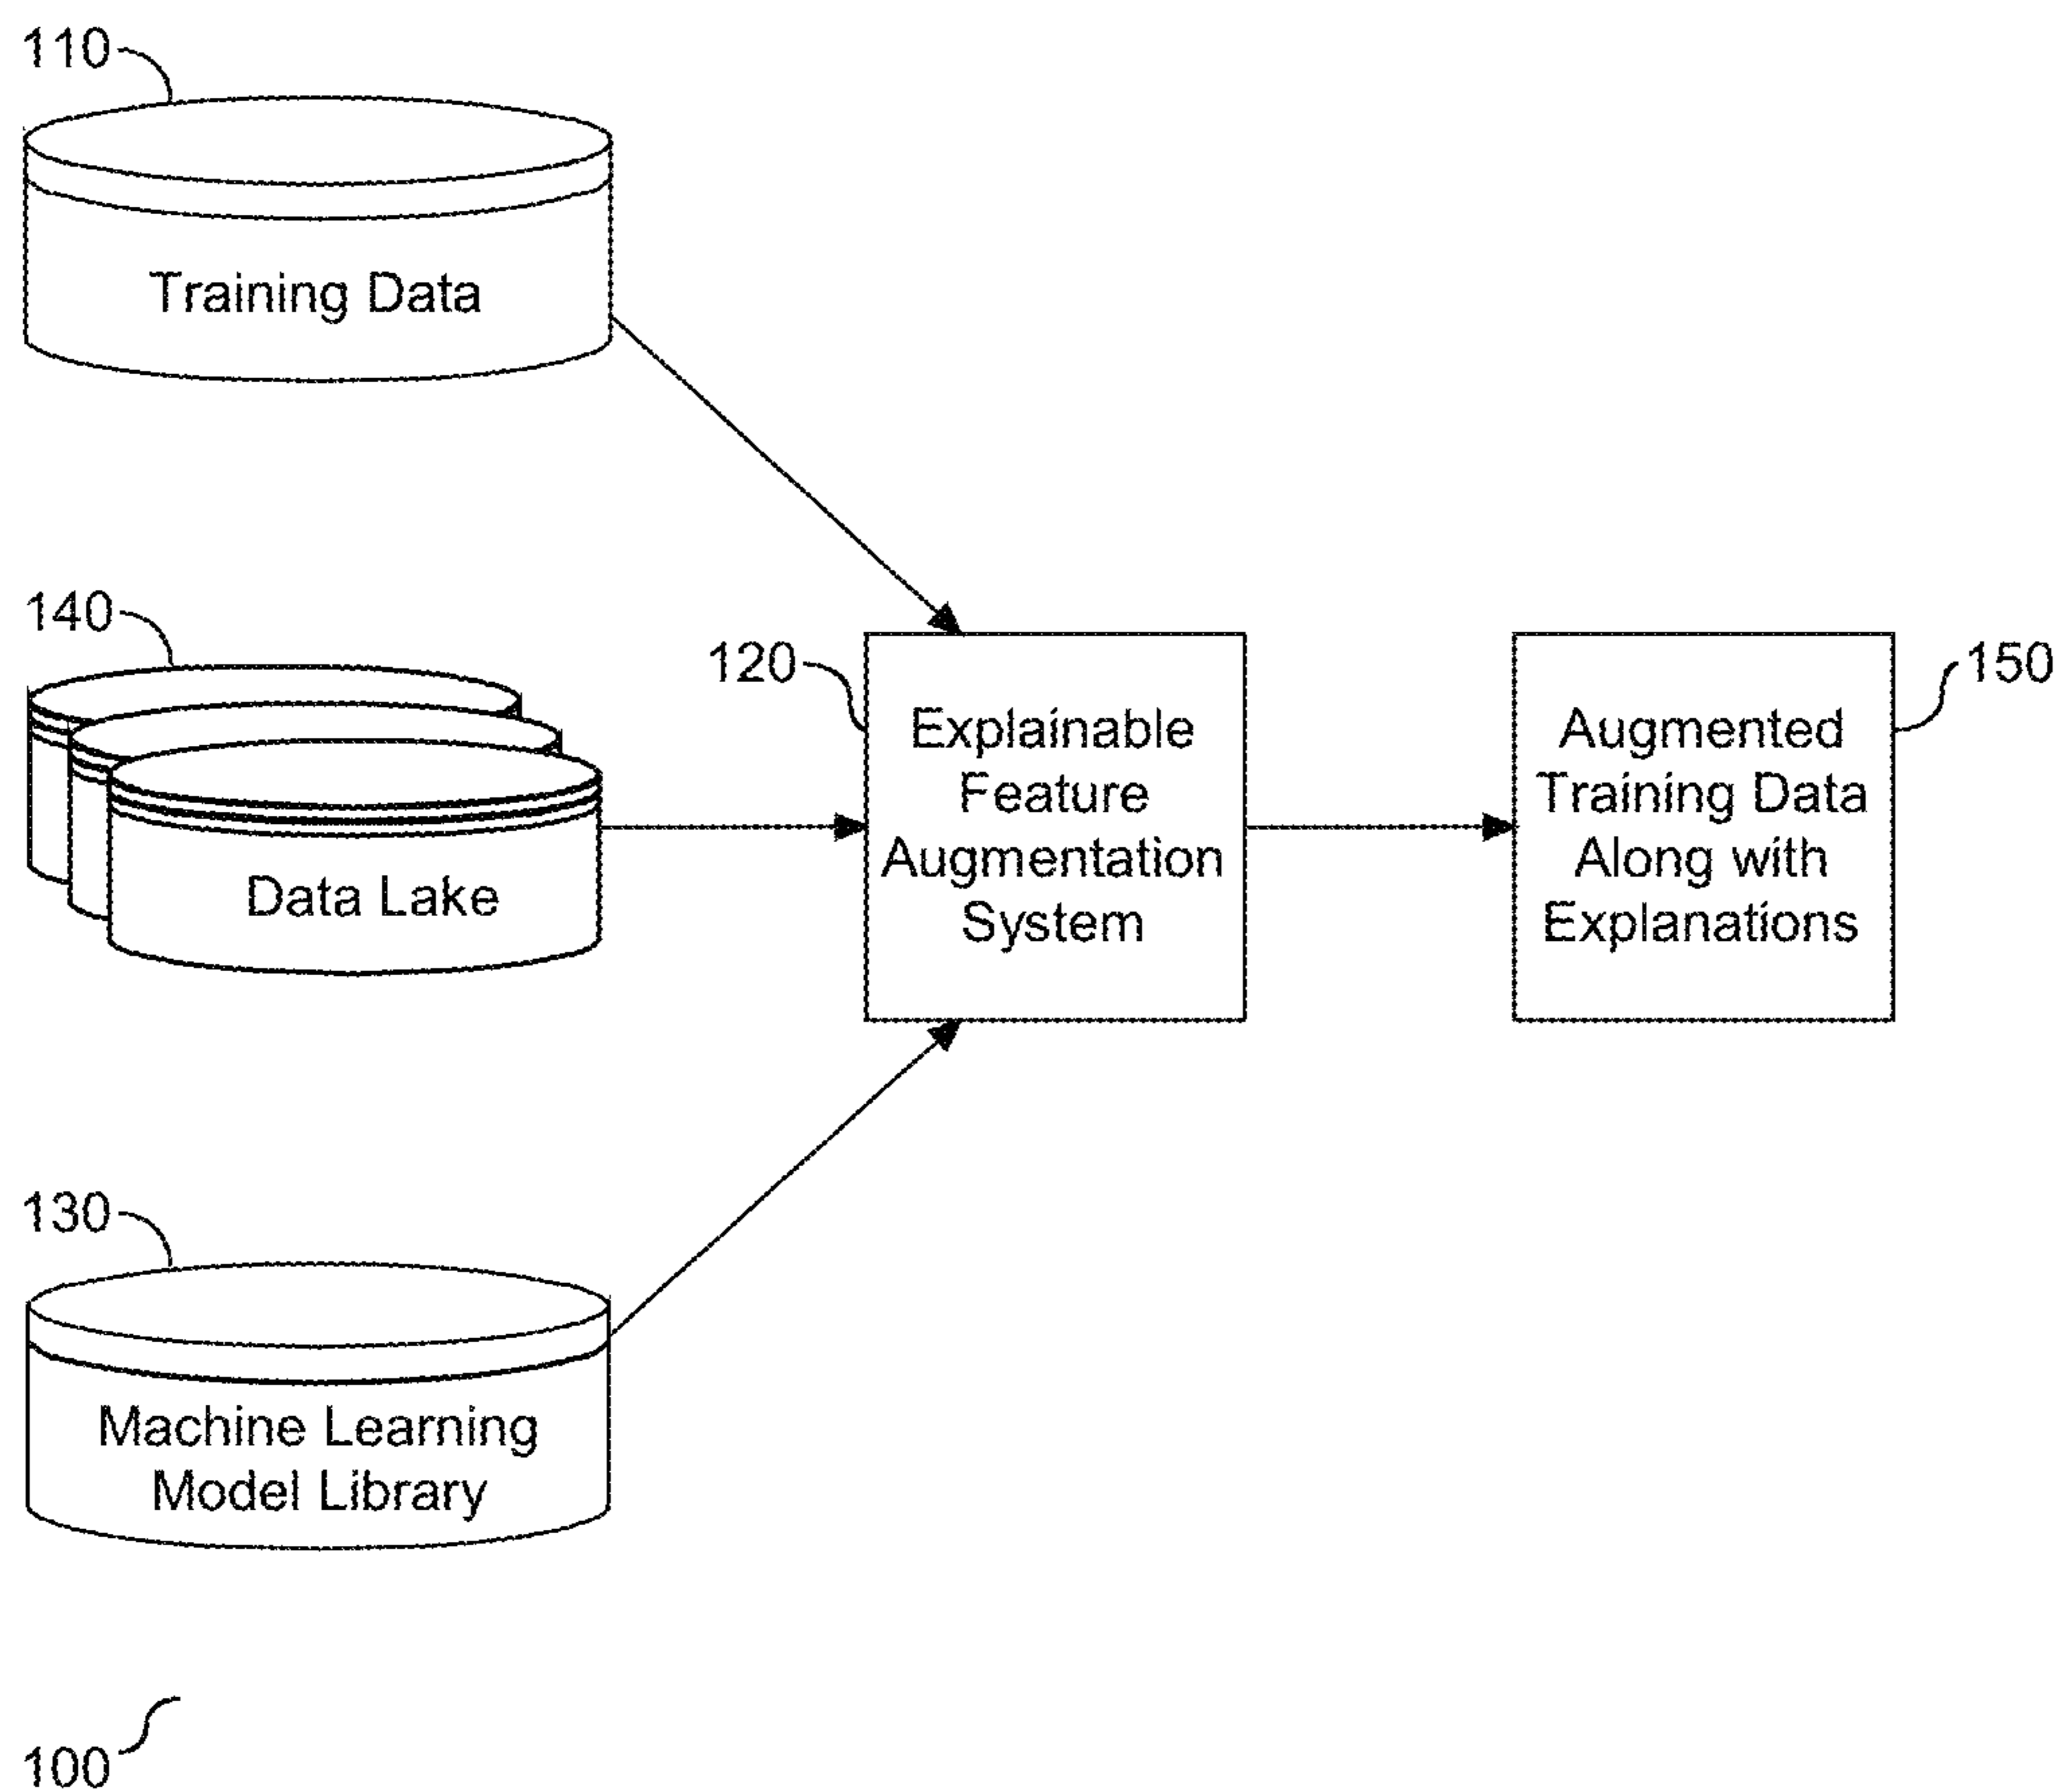 110
Training Data
140
Data Lake
120
Explainable
Feature
Augmentation
System
150
Augmented
Training Data
Along with
Explanations
130
Machine Learning
Model Library
100